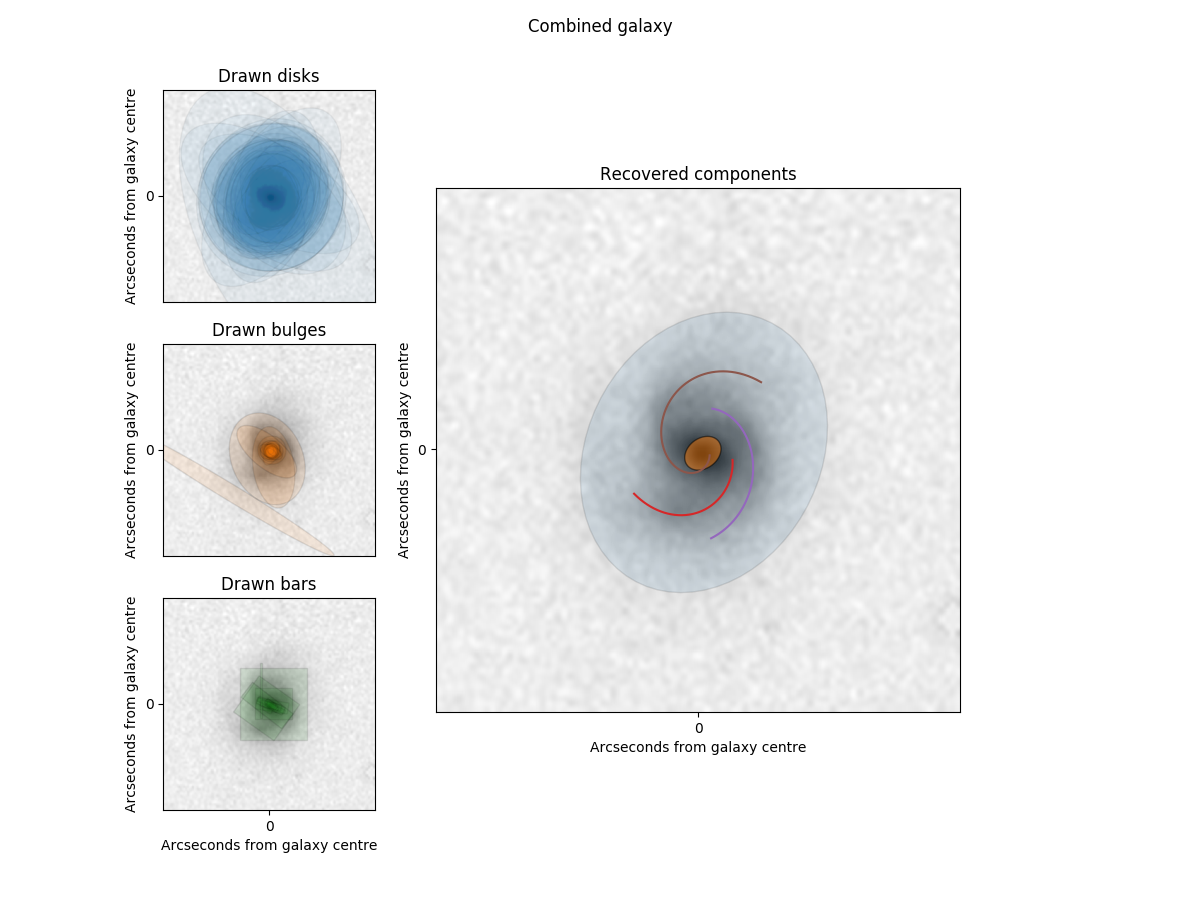 Combined galaxy
Drawn disks
Arcseconds from galaxy centre
0
Drawn bulges
Arcseconds from galaxy centre
0
Drawn bars
Arcseconds from galaxy centre
0
0
Arcseconds from galaxy centre
Recovered components
Arcseconds from galaxy centre
0
0
Arcseconds from galaxy centre